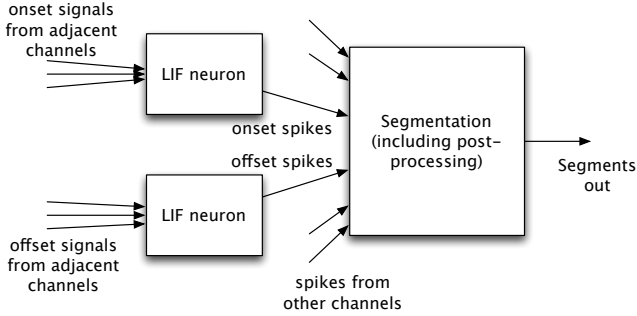 onset signals
from adjacent
channels
LIF neuron
onset spikes
offset spikes
LIF neuron
offset signals
from adjacent
channels
Segmentation
(including post-
processing)
Segments
out
spikes from
other channels